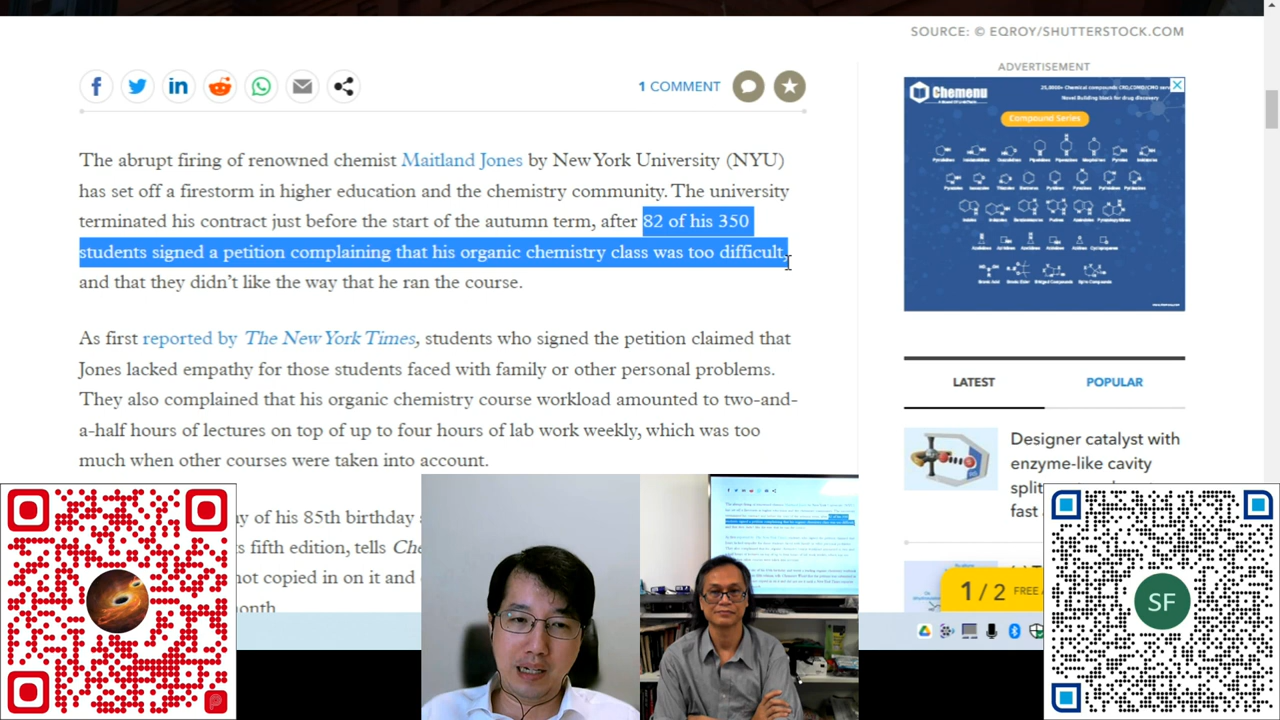 SOURCE: © EQROY/SHUTTERSTOCK.COM
ADVERTISEMENT
1 COMMENT
Chemenu
Novel Building block for drug discovery
Compound Series
The abrupt firing of renowned chemist Maitland Jones by New York University (NYU)
has set off a firestorm in higher education and the chemistry community. The university
terminated his contract just before the start of the autumn term, after 82 of his 350
students signed a petition complaining that his organic chemistry class was too difficult,
and that they didn't like the way that he ran the course.
As first reported by The New York Times, students who signed the petition claimed that
Jones lacked empathy for those students faced with family or other personal problems.
They also complained that his organic chemistry course workload amounted to two-and-
a-half hours of lectures on top of up to four hours of lab work weekly, which was too
much when other courses were taken into account.
y of his 85th birthday
s fifth edition, tells Che
not copied in on it and
month
LATEST
POPULAR
Designer catalyst with
enzyme-like cavity
fast
1 / 2 FREE
SF